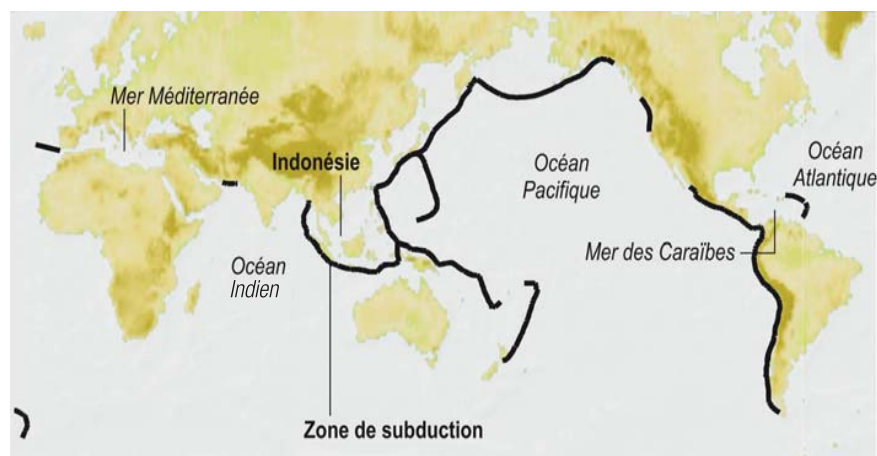 Mer Méditerranée
Indonésie
Océan
Pacifique
Océan
Atlantique
Mer des Caraïbes
Océan
Indien
Zone de subduction